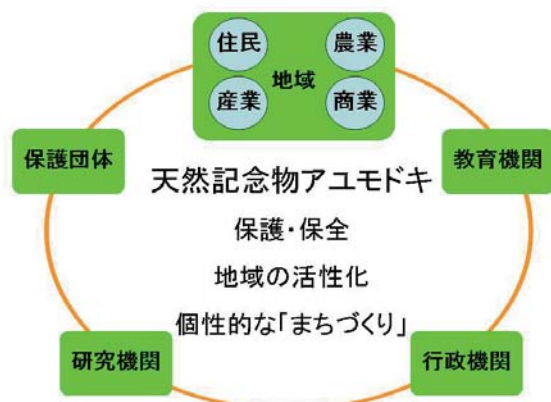 住民 農業
地域
産業 商業
保護団体 教育機関
天然記念物アユモドキ
保護・保全
地域の活性化
個性的な「まちづくり」
研究機関 行政機関